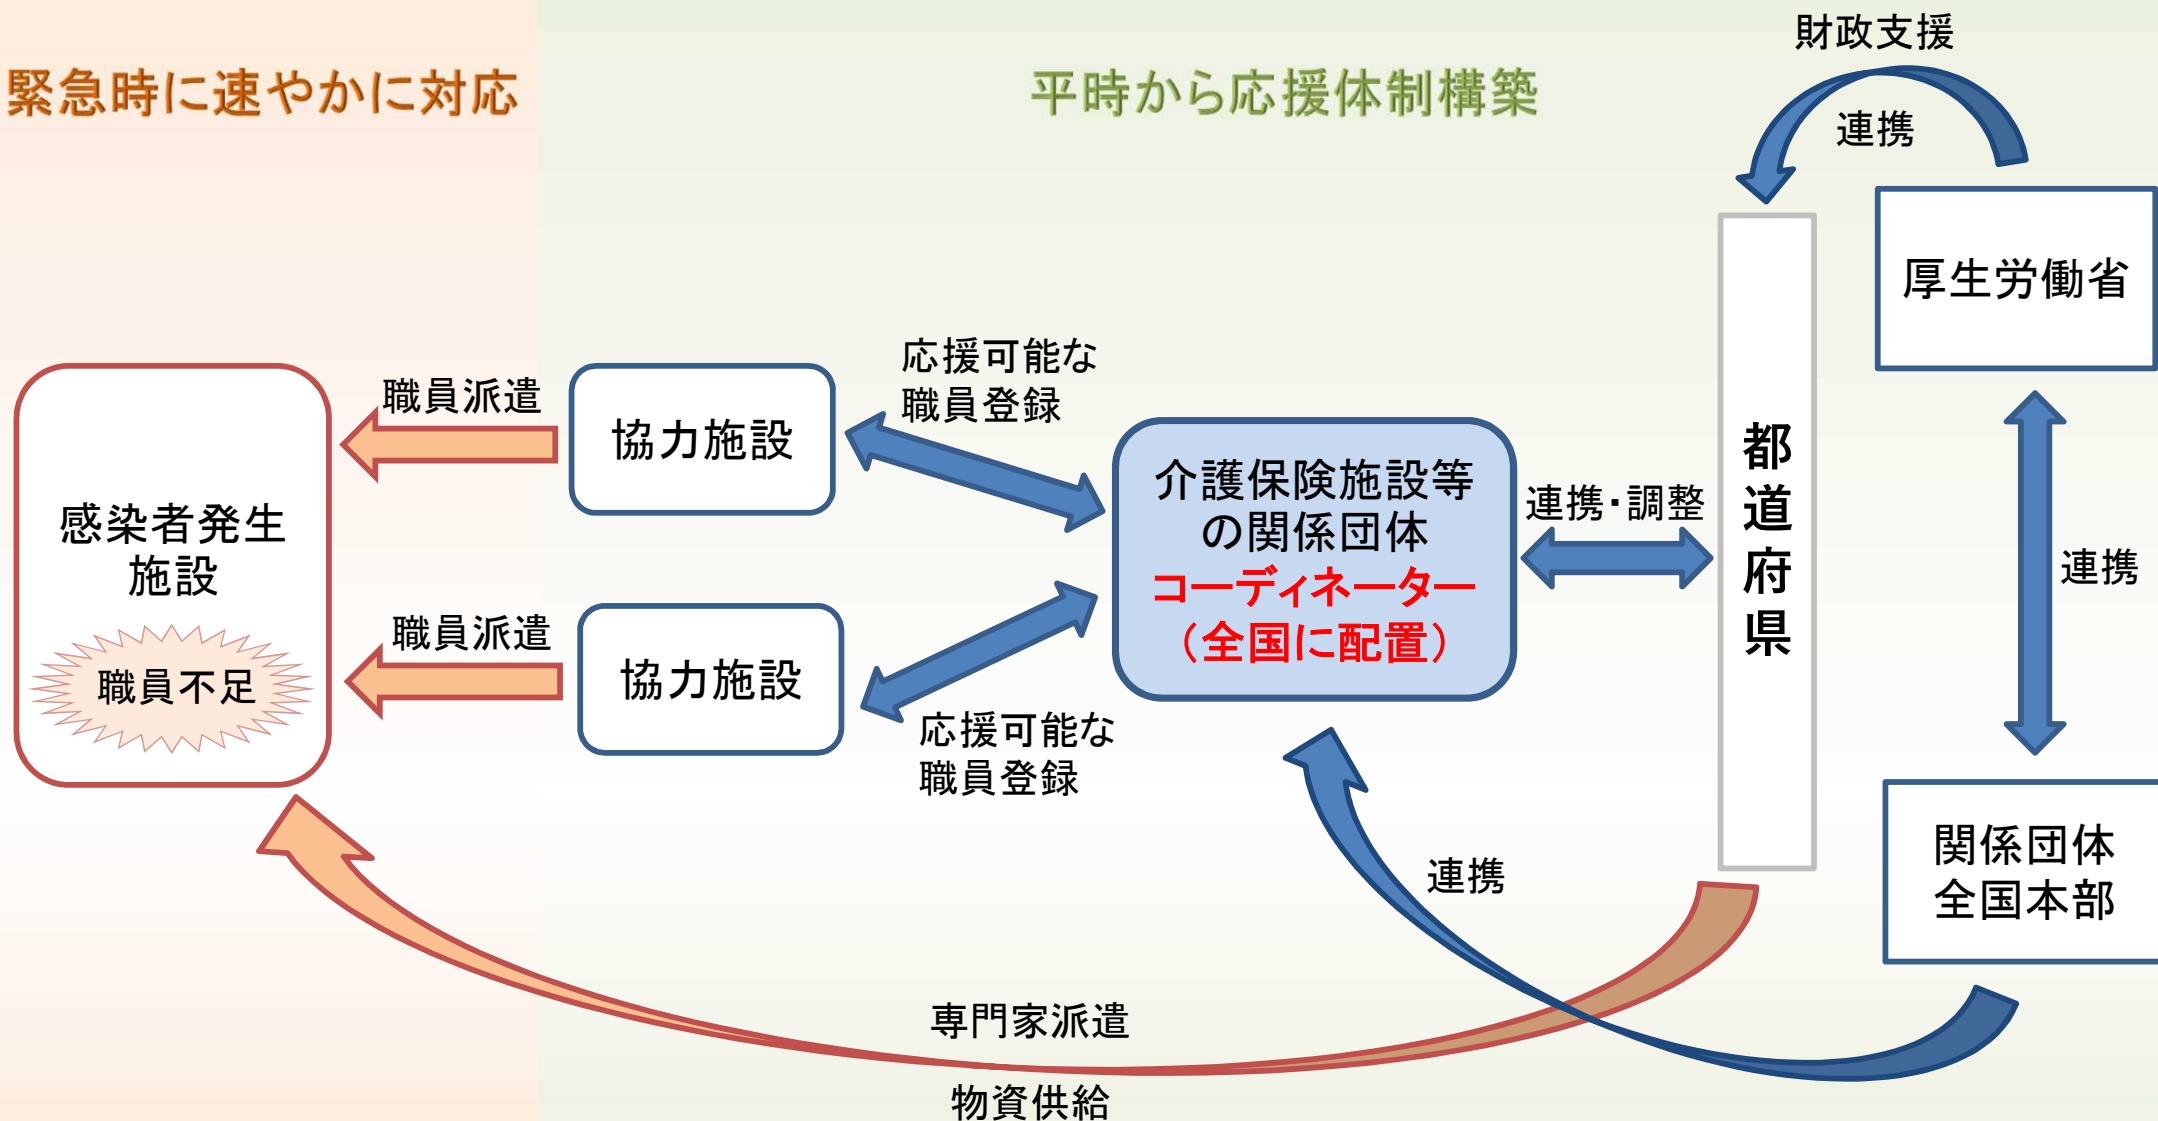 財政支援
緊急時に速やかに対応
平時から応援体制構築
連携
厚生労働省
応援可能な
職員登録
職員派遣
協力施設
都道府県
介護保険施設等
の関係団体
コーディネーター
（全国に配置）
連携・調整
感染者発生
施設
職員不足
連携
職員派遣
協力施設
応援可能な
職員登録
関係団体
全国本部
連携
専門家派遣
物資供給